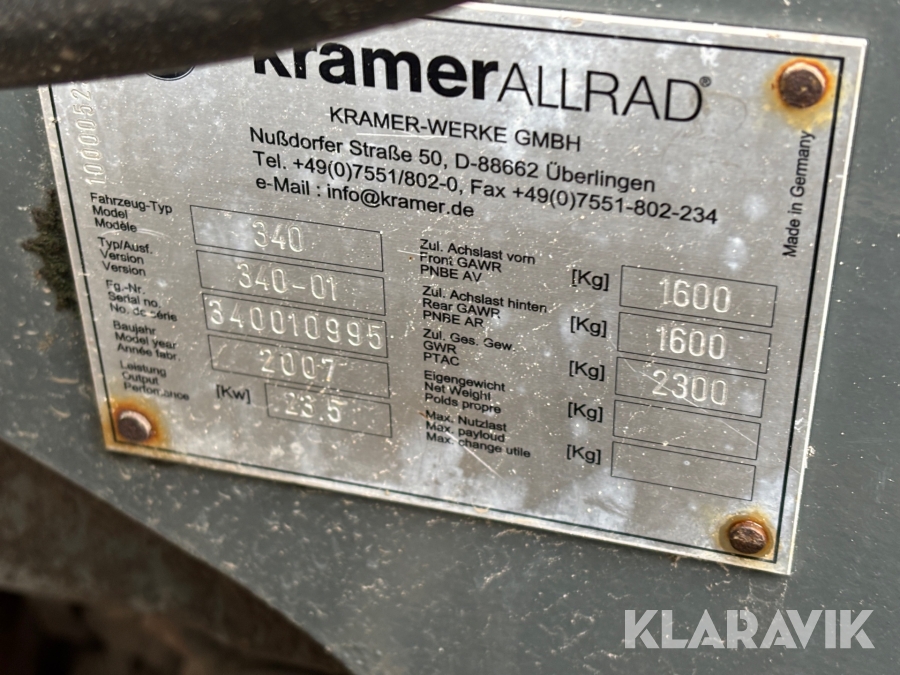 kramerALLRAD®
KRAMER-WERKE GMBH
Nußdorfer Straße 50, D-88662 Überlingen
Tel. +49(0)7551/802-0, Fax +49(0)7551-802-234
e-Mail : info@kramer.de
Made in Germany
Fahrzeug-Typ
Model
Modèle
340
Typ/Ausf.
Version
Version
340-01
Fg.-Nr.
Serial no.
No. de série
340010995
Baujahr
Model year
Année fabr.
2007
Leistung
Output
Performance
[Kw]
23.5
Zul. Achslast vorn
Front GAWR
PNBE AV
[Kg]
1600
Zul. Achslast hinten
Rear GAWR
PNBE AR
[Kg]
1600
Zul. Ges. Gew.
GWR
PTAC
[Kg]
2300
Eigengewicht
Net Weighl
Polds propre
[Kg]
Max. Nutzlast
Max. payloud
Max. change utile
[Kg]
KLARAVIK